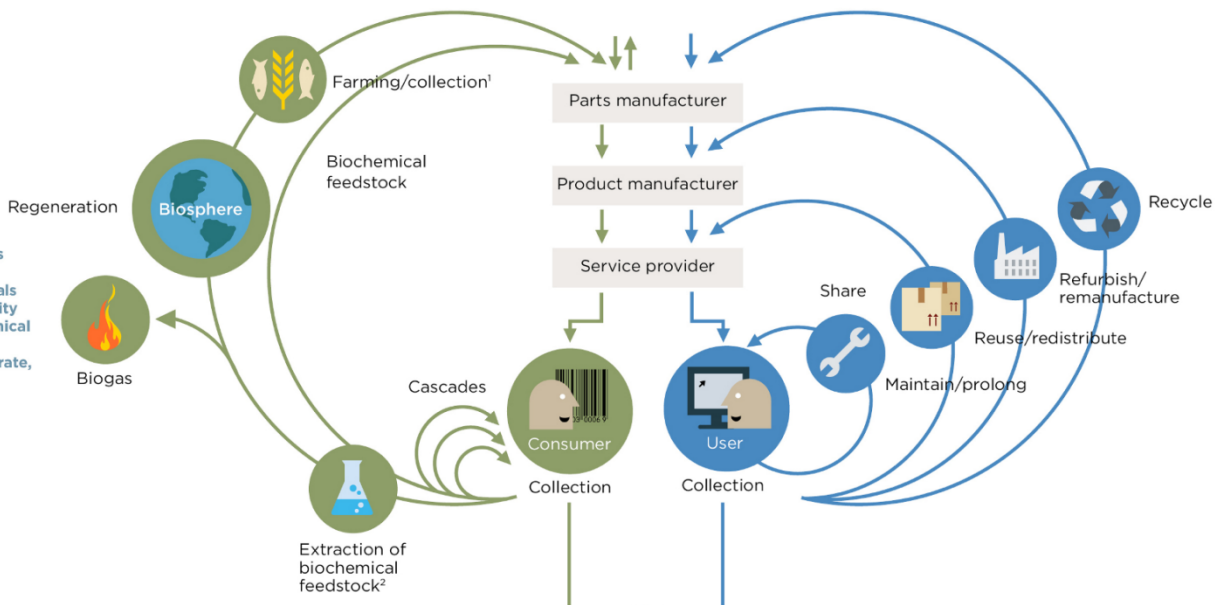 Farming/collection¹
Parts manufacturer
Biochemical
feedstock
Product manufacturer
Regeneration
Biosphere
Recycle
Service provider
Share
Refurbish/
remanufacture
Reuse/redistribute
Biogas
Cascades
Maintain/prolong
Consumer
User
Collection
Collection
Extraction of
biochemical
feedstock²